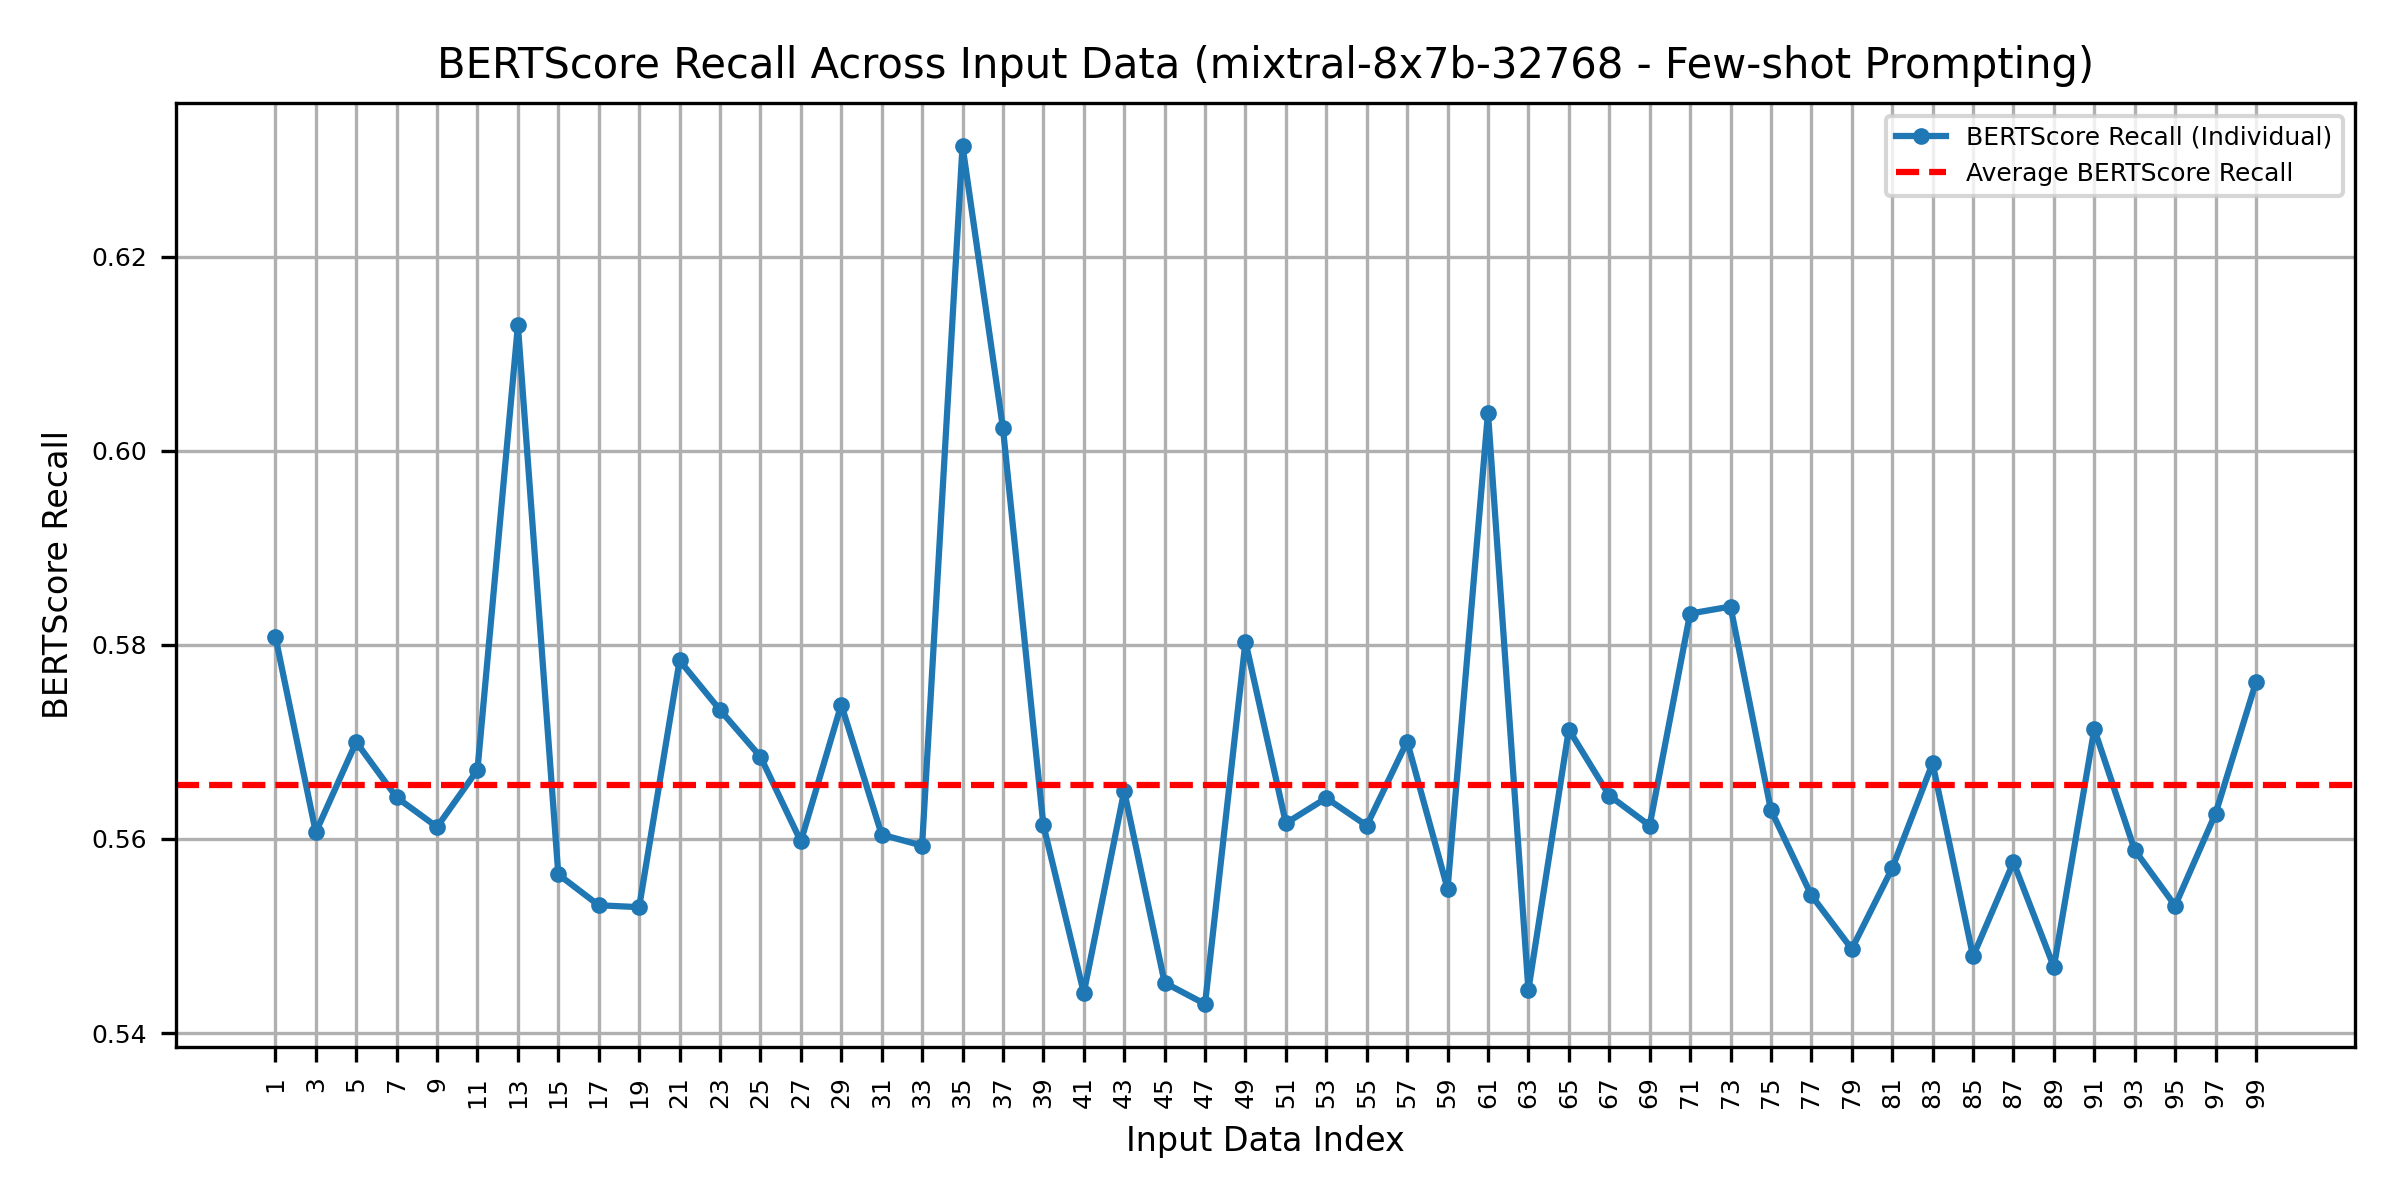 BERTScore Recall Across Input Data (mixtral-8x7b-32768 - Few-shot Prompting)
BERTScore Recall (Individual)
Average BERTScore Recall
BERTScore Recall
0.62
0.60
0.58
0.56
0.54
1 3 5 7 9 11 13 15 17 19 21 23 25 27 29 31 33 35 37 39 41 43 45 47 49 51 53 55 57 59 61 63 65 67 69 71 73 75 77 79 81 83 85 87 89 91 93 95 97 99
Input Data Index